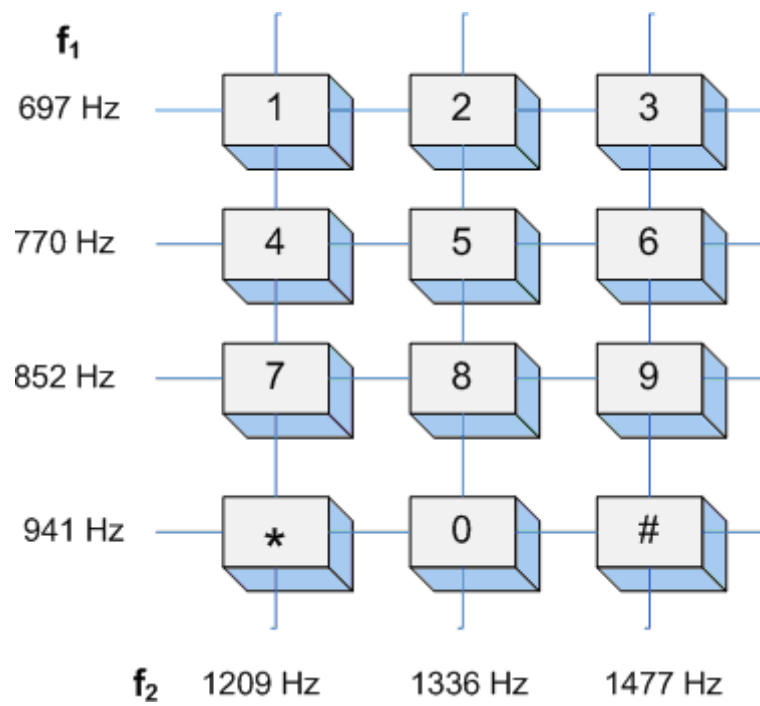 f₁
697 Hz 1 2 3
770 Hz 4 5 6
852 Hz 7 8 9
941 Hz * 0 #
f₂ 1209 Hz 1336 Hz 1477 Hz